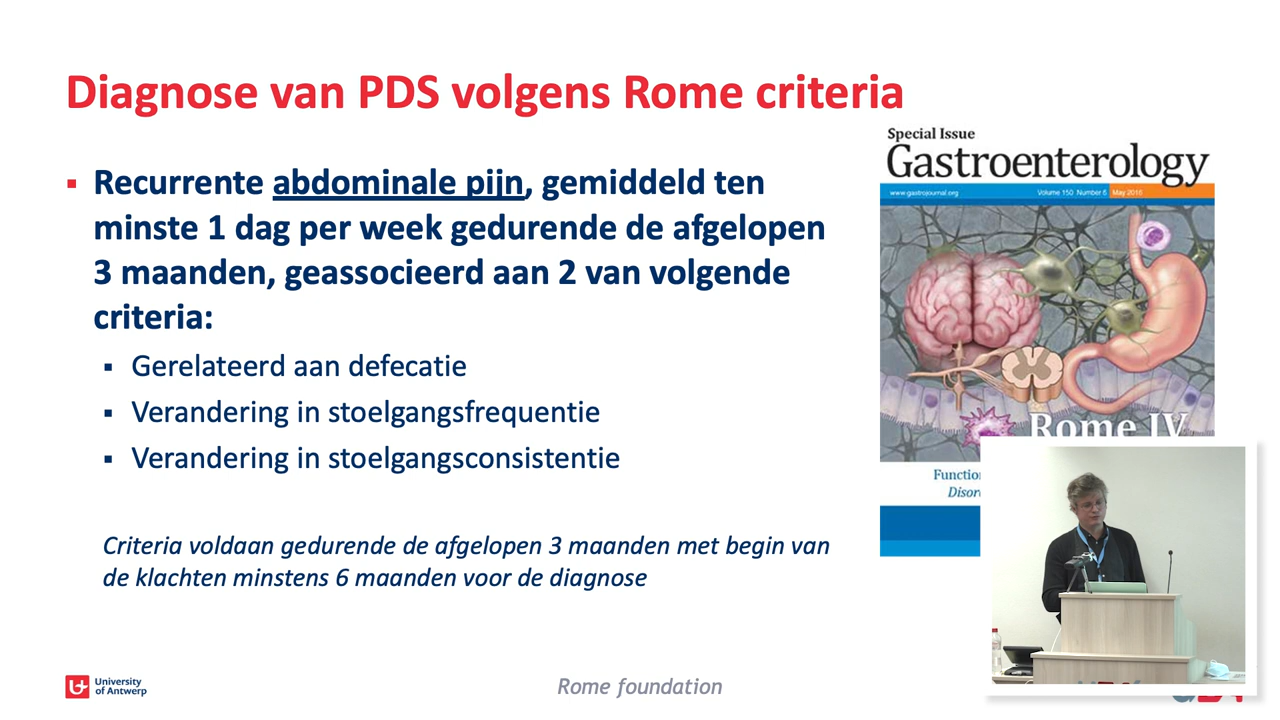 Diagnose van PDS volgens Rome criteria
Recurrente abdominale pijn, gemiddeld ten
minste 1 dag per week gedurende de afgelopen
3 maanden, geassocieerd aan 2 van volgende
criteria:
Gerelateerd aan defecatie
Verandering in stoelgangsfrequentie
Verandering in stoelgangsconsistentie
Criteria voldaan gedurende de afgelopen 3 maanden met begin van
de klachten minstens 6 maanden voor de diagnose
Special Issue
Gastroenterology
www.gastrojournal.org
Volume 150 Number 6 May 2016
Rome IV
University
of Antwerp
Rome foundation